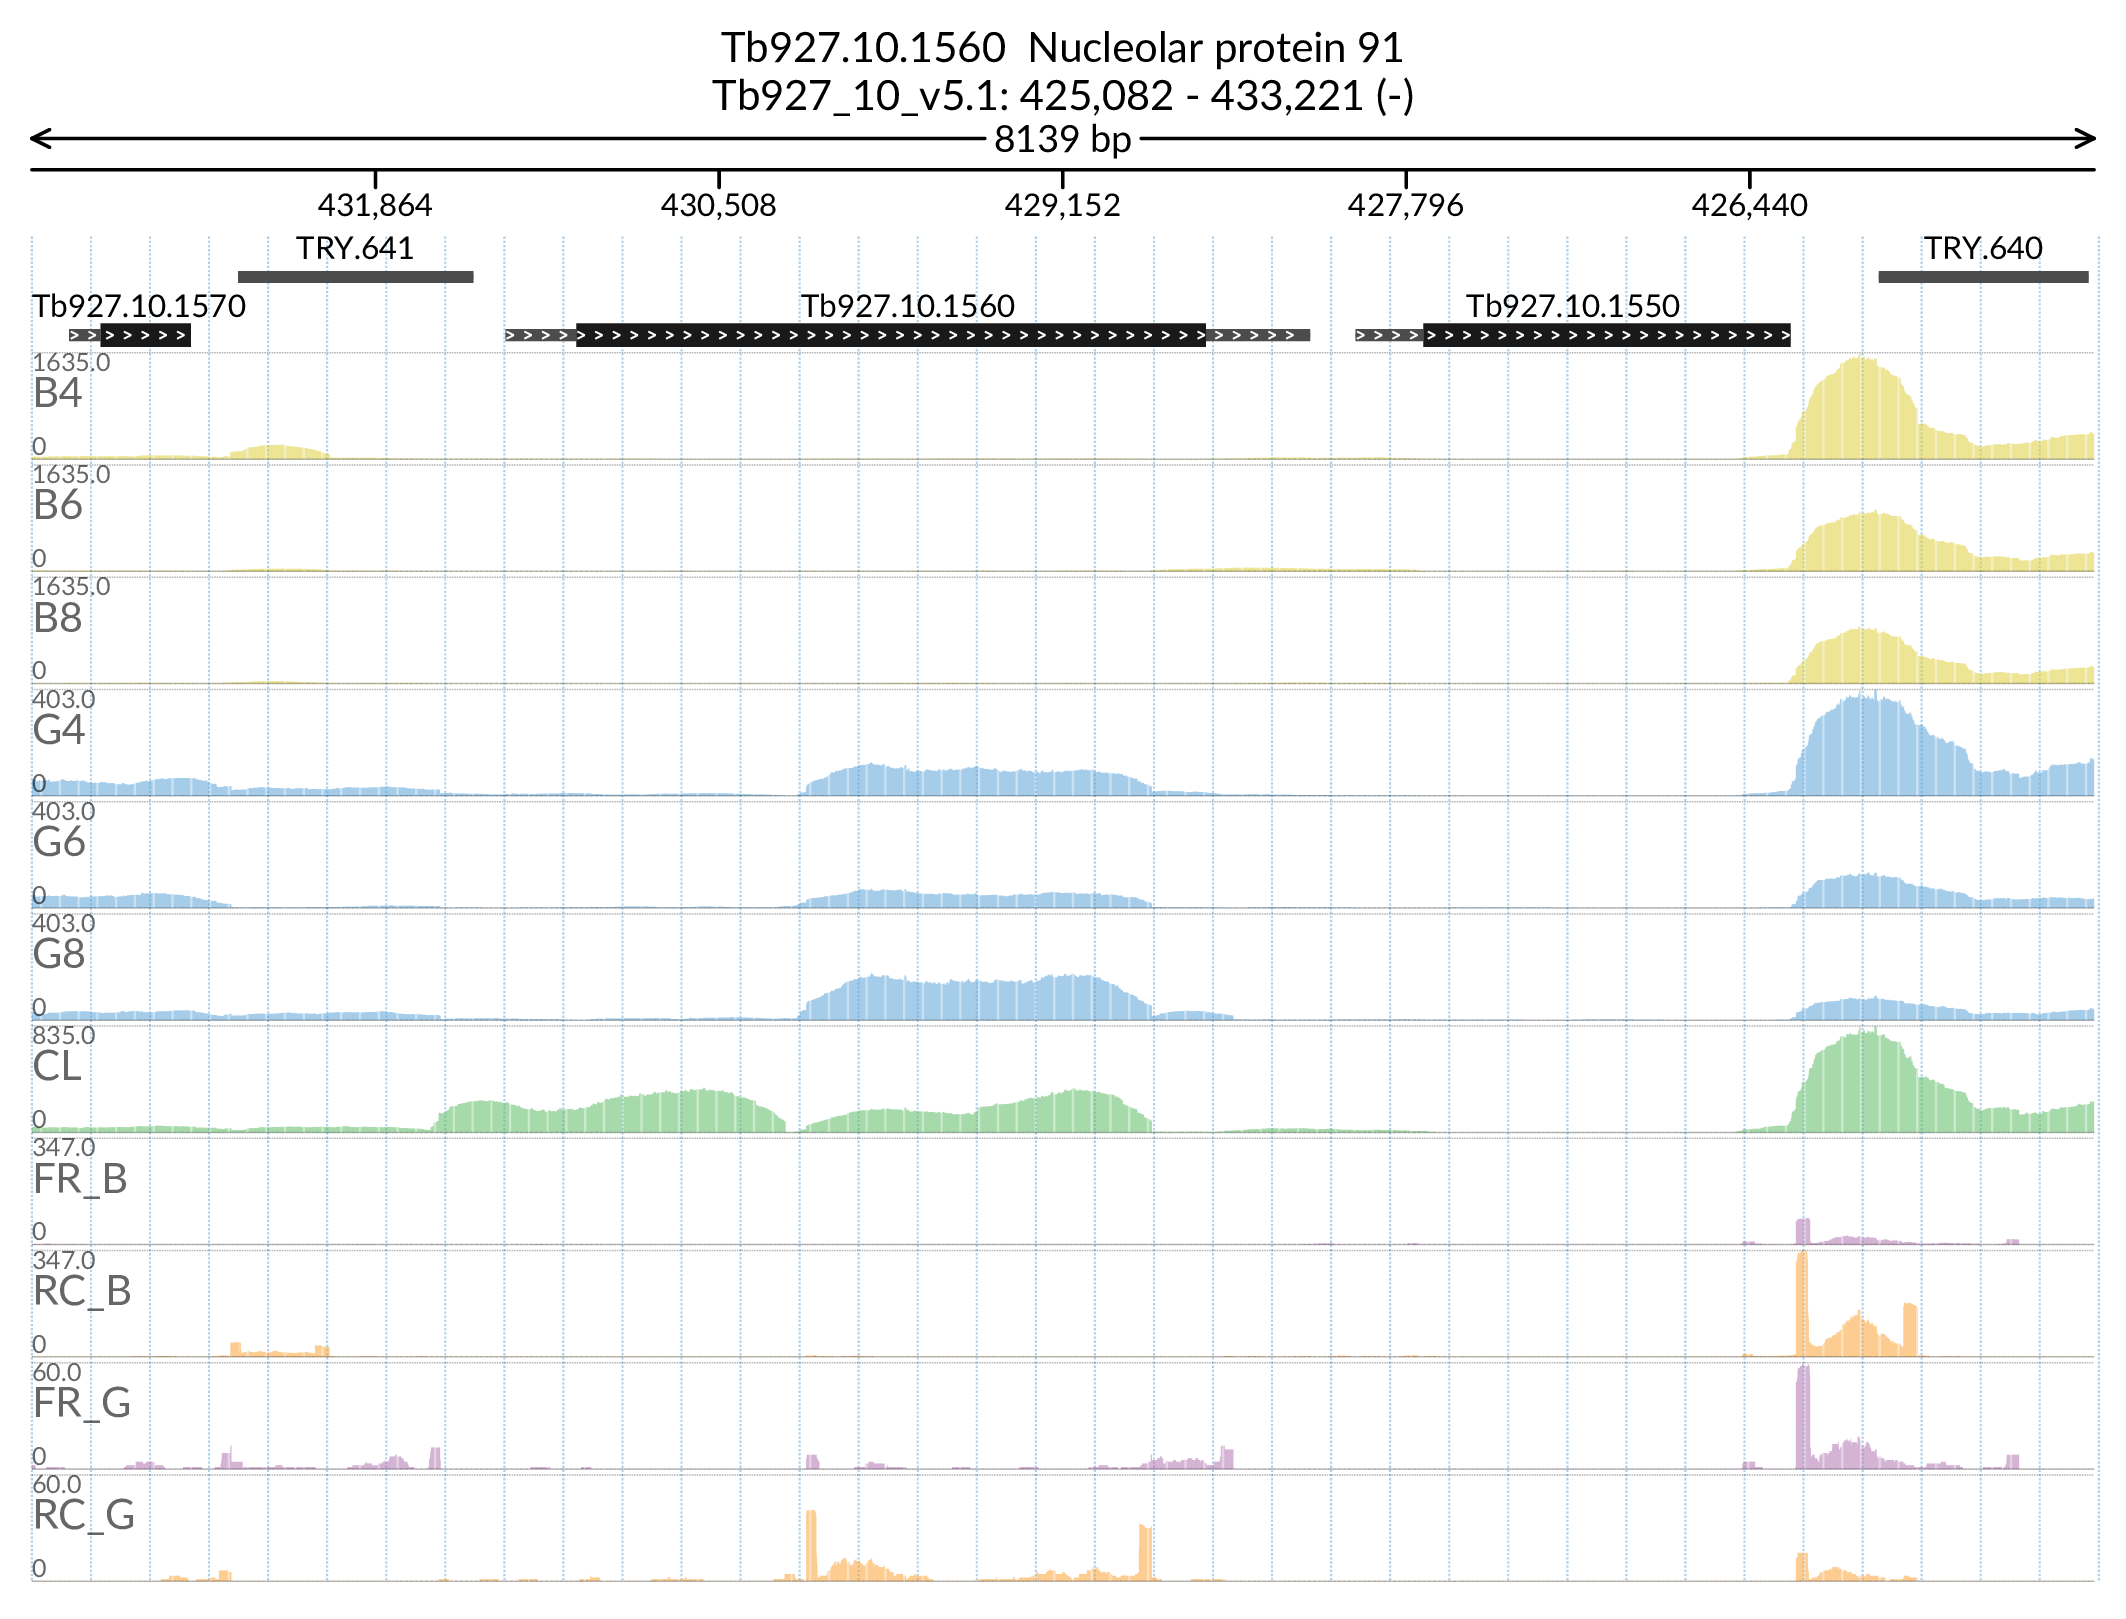 Tb927.10.1560  Nucleolar protein 91
Tb927_10_v5.1: 425,082 - 433,221 (-)
8139 bp
431,864 430,508 429,152 427,796 426,440
TRY.641 TRY.640
Tb927.10.1570 Tb927.10.1560 Tb927.10.1550
1635.0
B4
0
1635.0
B6
0
1635.0
B8
0
403.0
G4
0
403.0
G6
0
403.0
G8
0
835.0
CL
0
347.0
FR_B
0
347.0
RC_B
0
60.0
FR_G
0
60.0
RC_G
0